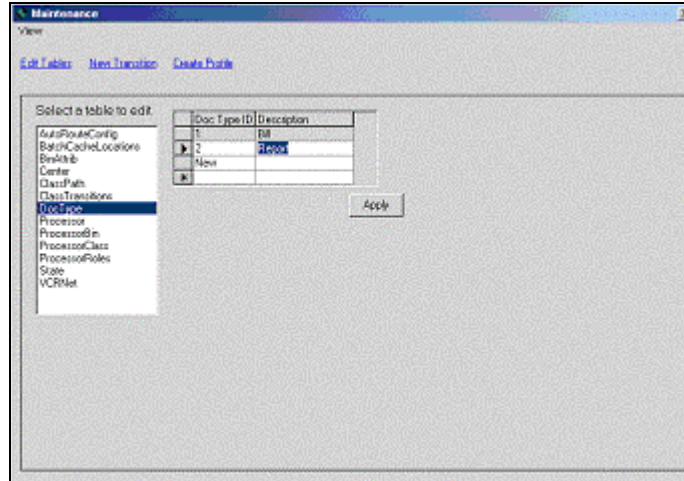 Maintenance
View
Edit Tables New Transition Create Profile
Select a table to edit.
Doc Type ID Description
1 Bill
2 Report
New
AutoRouteConfig
BatchCacheLocations
BinAttrib
Center
ClassPath
ClassTransitions
DocType
Processor
ProcessorBin
ProcessorClass
ProcessorRoles
State
VCRNet
Apply